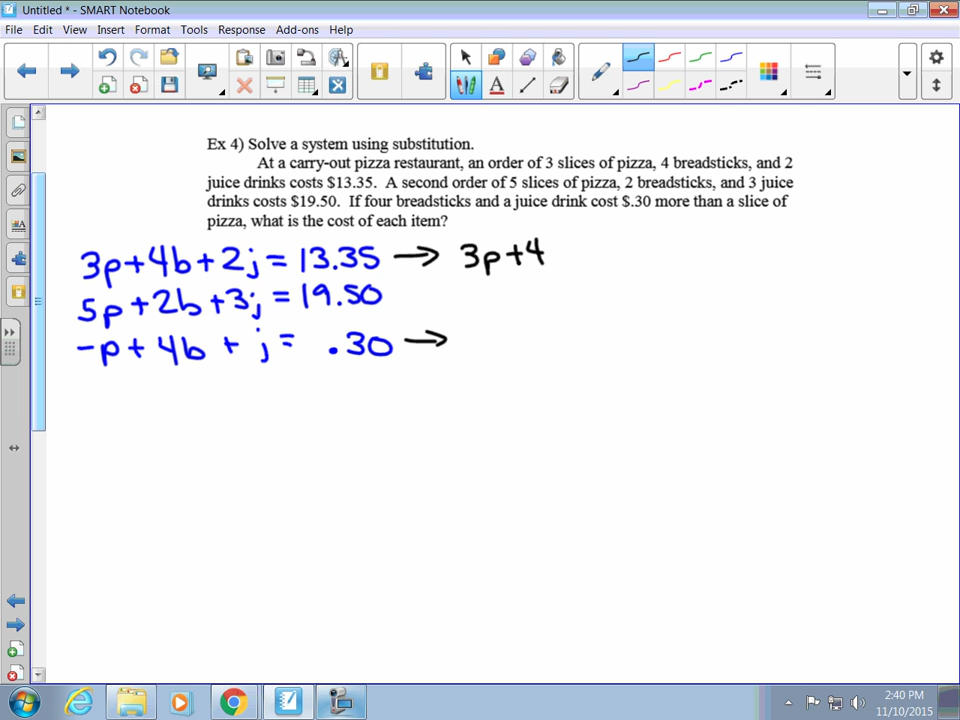 Untitled * - SMART Notebook
File Edit View Insert Format Tools Response Add-ons Help
Ex 4) Solve a system using substitution.
At a carry-out pizza restaurant, an order of 3 slices of pizza, 4 breadsticks, and 2
juice drinks costs $13.35. A second order of 5 slices of pizza, 2 breadsticks, and 3 juice
drinks costs $19.50. If four breadsticks and a juice drink cost $.30 more than a slice of
pizza, what is the cost of each item?
3p+4b+2j = 13.35 → 3p+4
5p+2b+3j = 19.50
-p+4b+j = .30 →
2:40 PM
11/10/2015